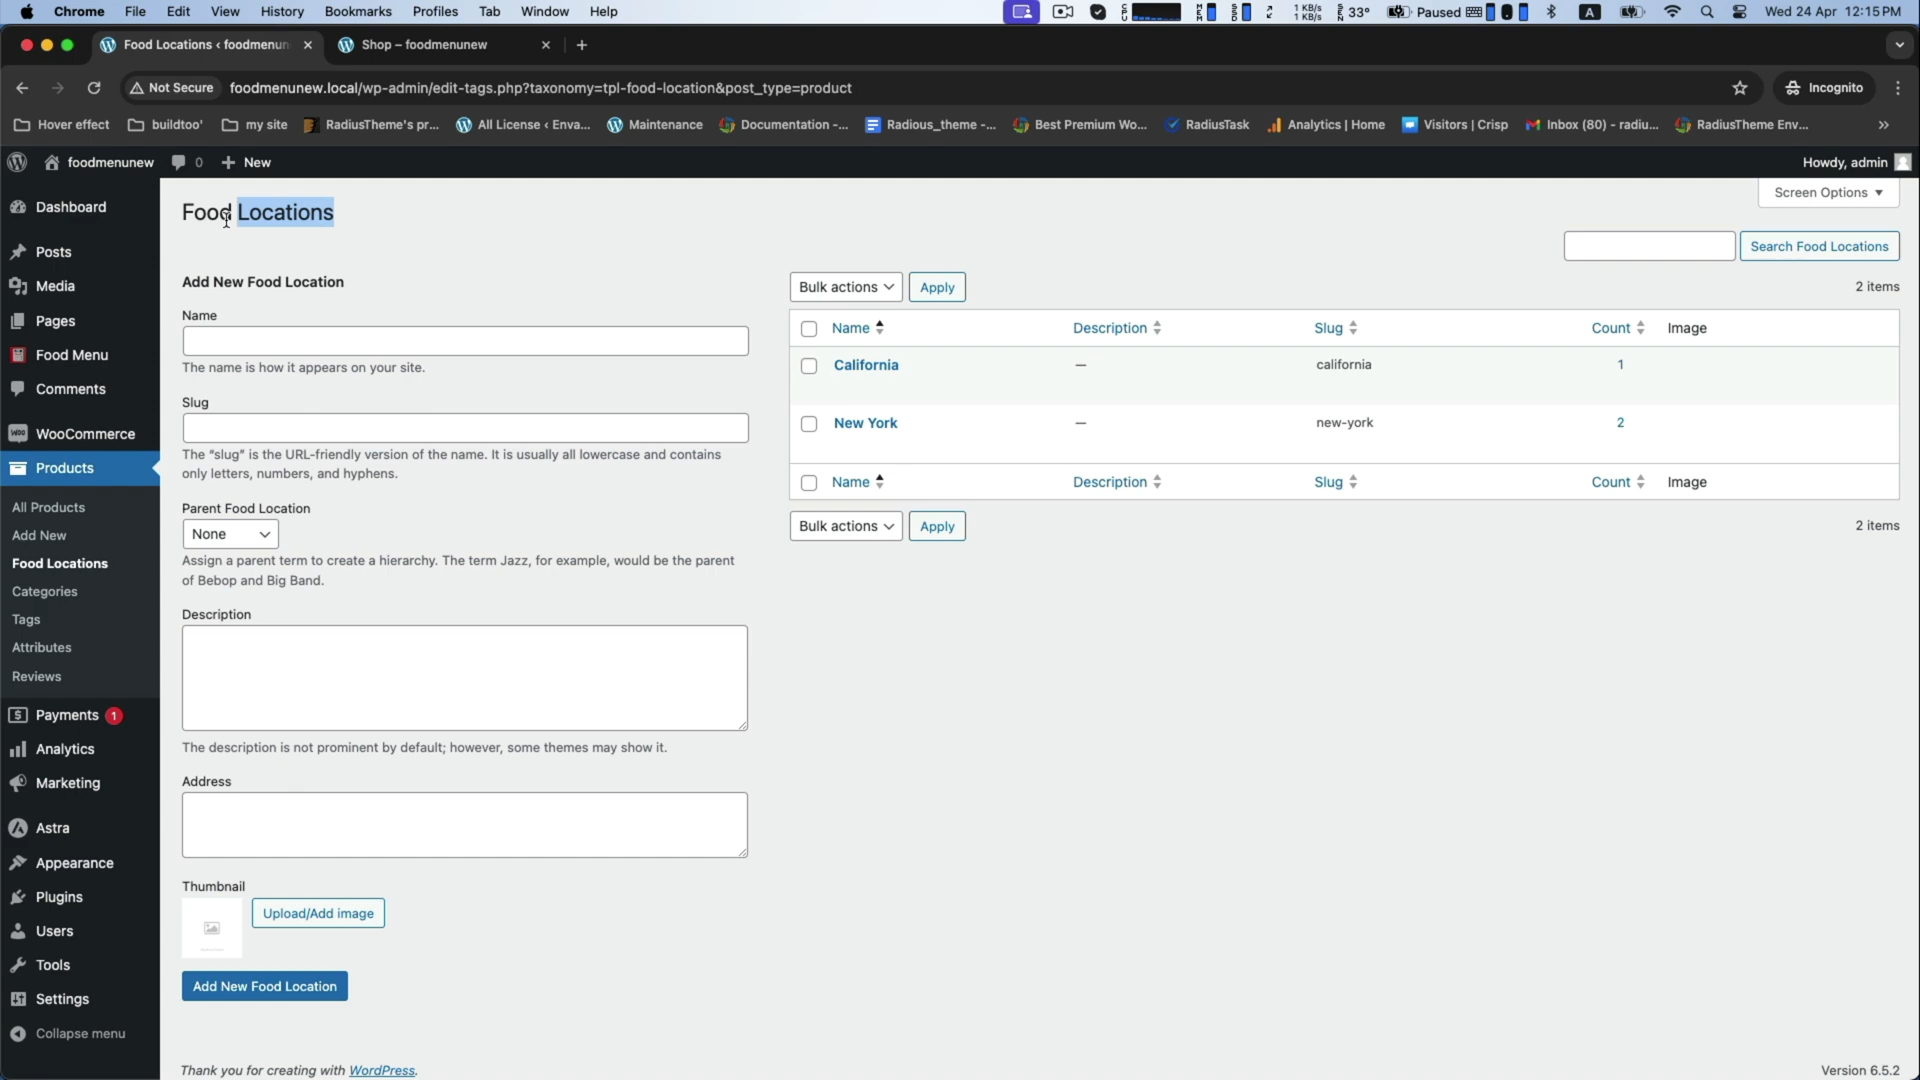 Chrome File Edit View History Bookmarks Profiles Tab Window Help 1 KB/s 1 KB/s 33° Paused A Wed 24 Apr 12:15 PM
Food Locations ‹ foodmenun
Shop – foodmenunew
Not Secure foodmenunew.local/wp-admin/edit-tags.php?taxonomy=tpl-food-location&post_type=product Incognito
Hover effect buildtoo' my site RadiusTheme's pr... All License ‹ Enva... Maintenance Documentation -... Radious_theme -... Best Premium Wo... RadiusTask Analytics | Home Visitors | Crisp Inbox (80) - radiu... RadiusTheme Env... »
foodmenunew 0 + New Howdy, admin
Dashboard
Posts
Media
Pages
Food Menu
Comments
WooCommerce
Products
All Products
Add New
Food Locations
Categories
Tags
Attributes
Reviews
Payments 1
Analytics
Marketing
Astra
Appearance
Plugins
Users
Tools
Settings
Collapse menu
Screen Options
Food Locations
Search Food Locations
Add New Food Location
Name
The name is how it appears on your site.
Slug
The “slug” is the URL-friendly version of the name. It is usually all lowercase and contains
only letters, numbers, and hyphens.
Parent Food Location
None
Assign a parent term to create a hierarchy. The term Jazz, for example, would be the parent
of Bebop and Big Band.
Description
The description is not prominent by default; however, some themes may show it.
Address
Thumbnail
Upload/Add image
Add New Food Location
Bulk actions Apply 2 items
Name Description Slug Count Image
California — california 1
New York — new-york 2
Name Description Slug Count Image
Bulk actions Apply 2 items
Thank you for creating with WordPress. Version 6.5.2